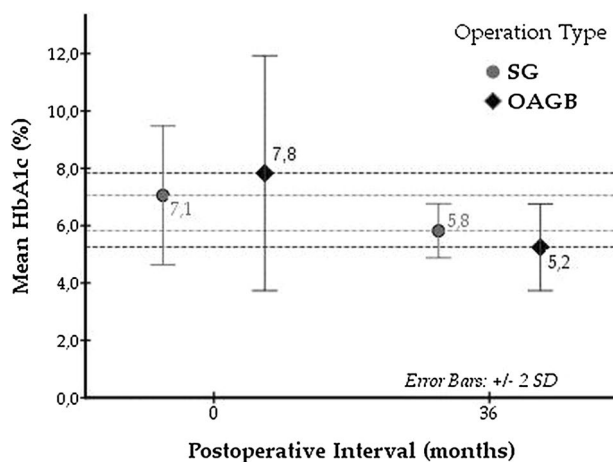 Operation Type
SG
OAGB
Mean HbA1c (%)
12,0
10,0
8,0
6,0
4,0
2,0
0,0
7,1
7,8
5,8
5,2
Error Bars: +/- 2 SD
0
36
Postoperative Interval (months)